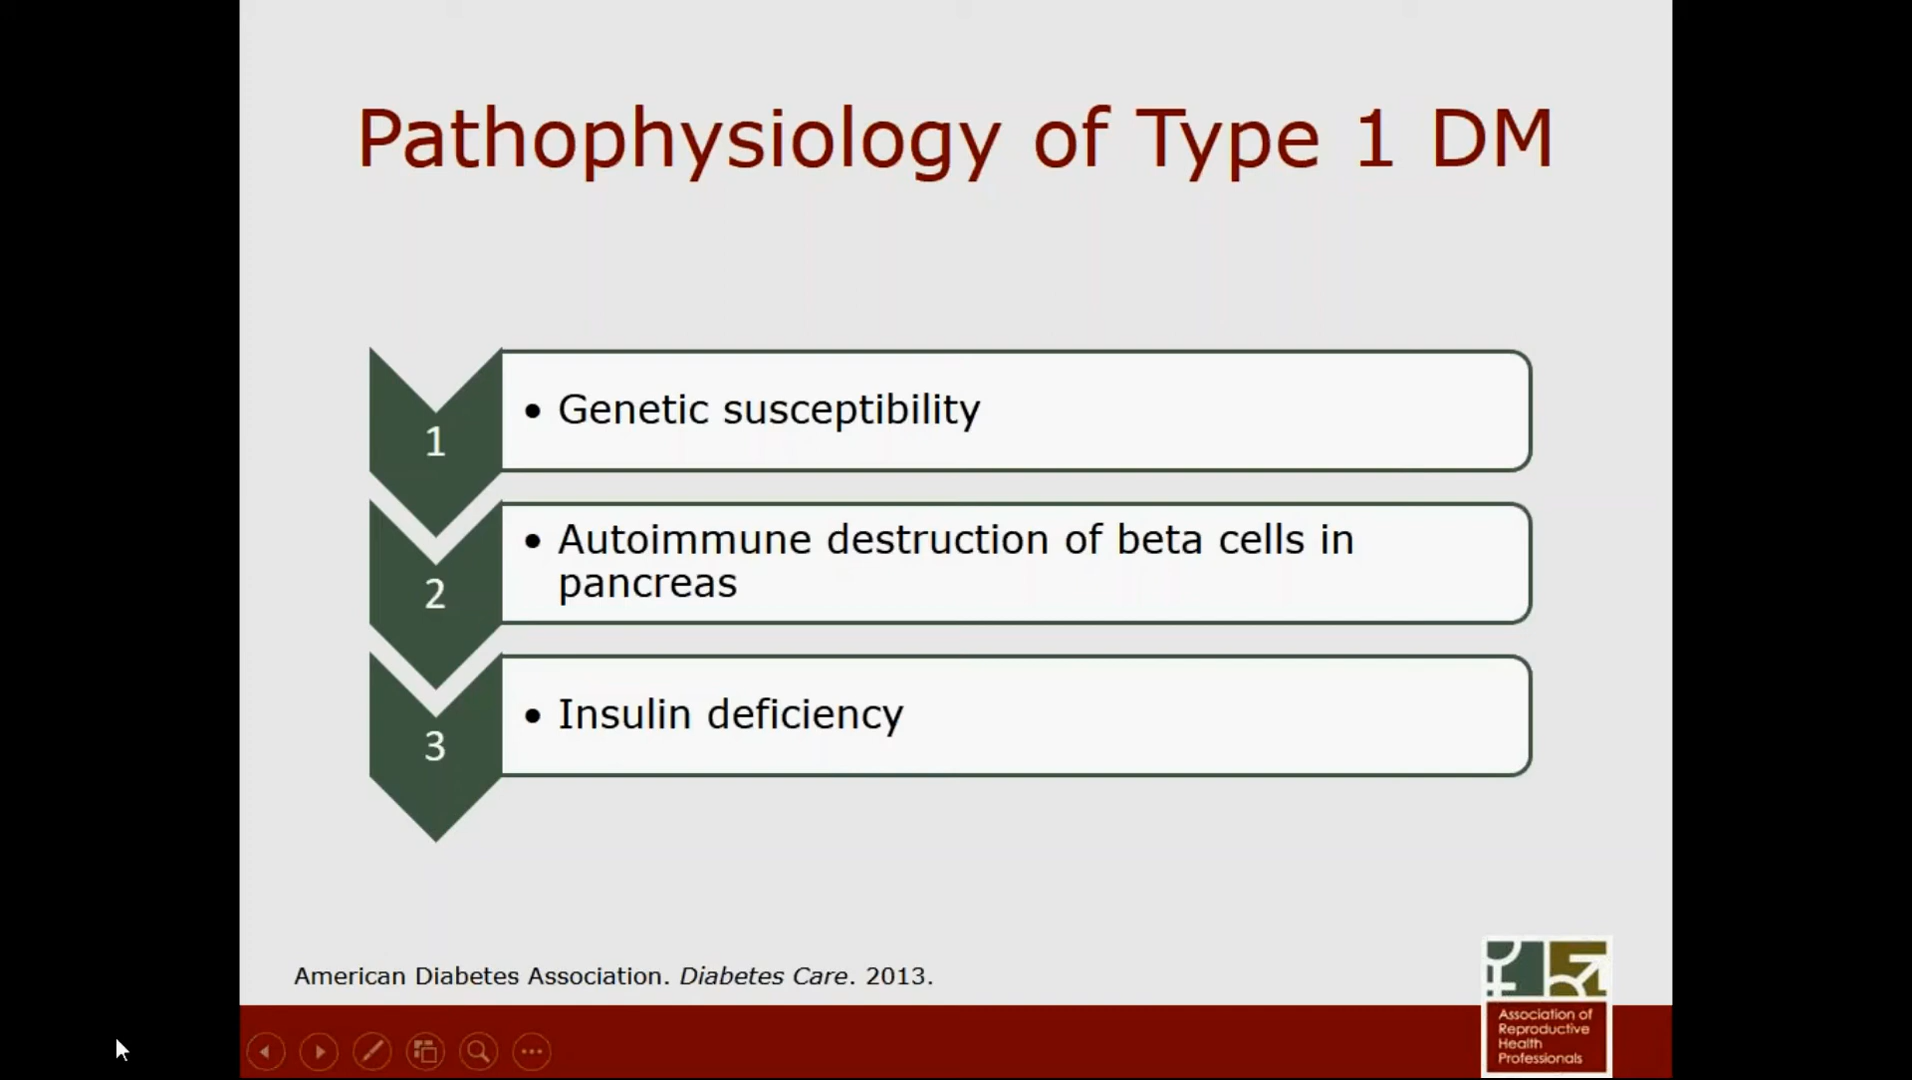 Pathophysiology of Type 1 DM
1
• Genetic susceptibility
2
• Autoimmune destruction of beta cells in
pancreas
3
• Insulin deficiency
American Diabetes Association. Diabetes Care. 2013.
Association of
Reproductive
Health
Professionals